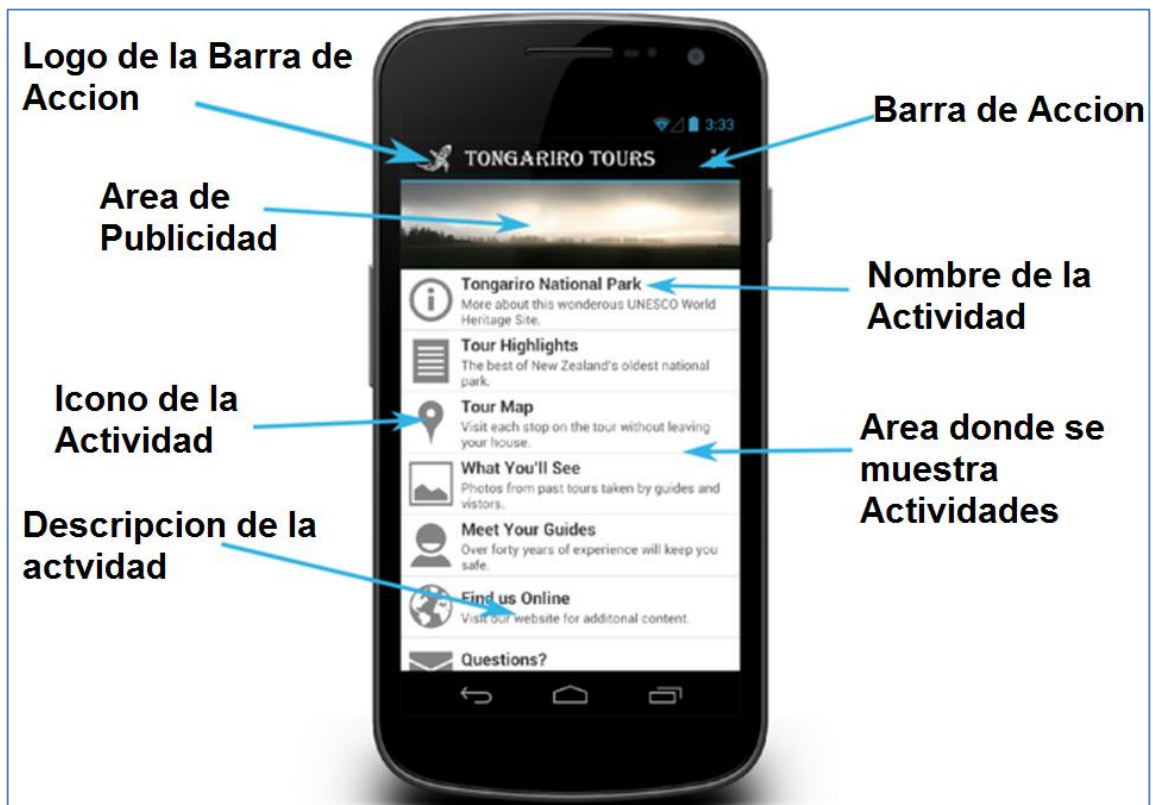 Logo de la Barra de
Accion
Barra de Accion
3:33
TONGARIRO TOURS
Area de
Publicidad
Nombre de la
Actividad
Tongariro National Park
More about this wonderous UNESCO World
Heritage Site.
Tour Highlights
The best of New Zealand's oldest national
park.
Icono de la
Actividad
Tour Map
Visit each stop on the tour without leaving
your house.
Area donde se
muestra
Actividades
What You'll See
Photos from past tours taken by guides and
vistors.
Descripcion de la
actvidad
Meet Your Guides
Over forty years of experience will keep you
safe.
Find us Online
Visit our website for additonal content.
Questions?